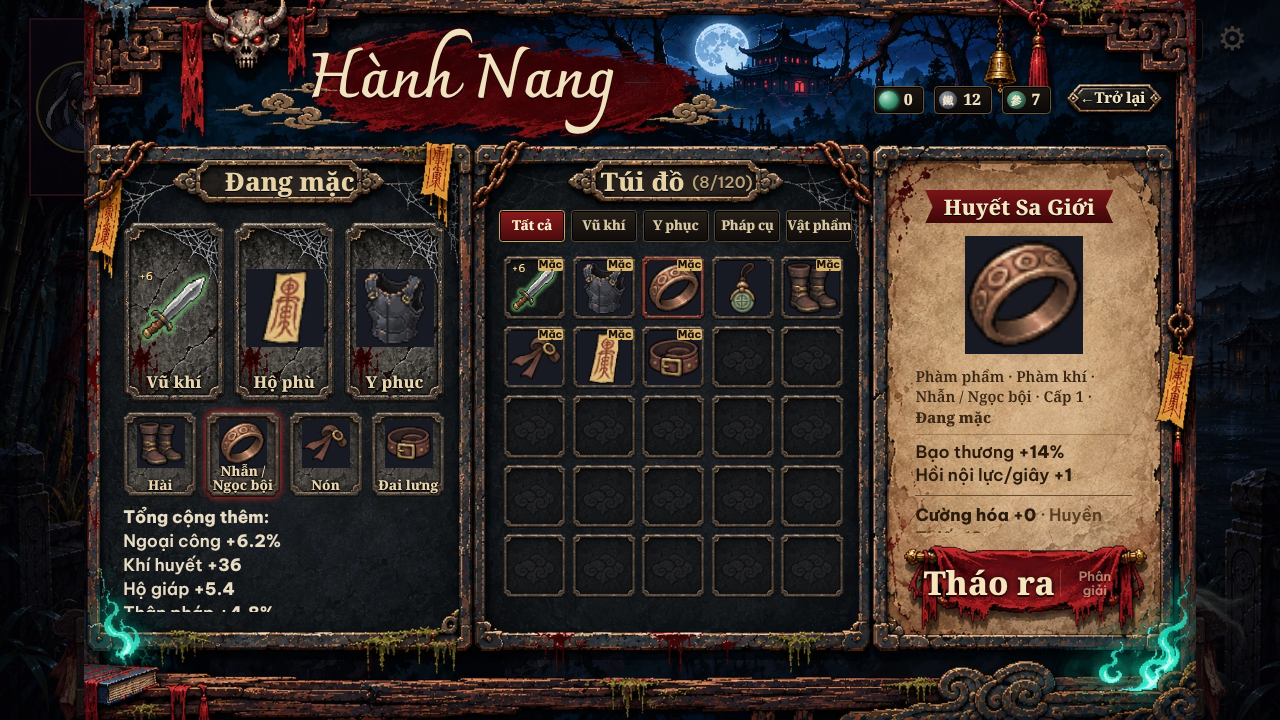 Hành Nang
0
12
7
←Trở lại
Đang mặc
+6
Vũ khí
Hộ phù
Y phục
Hài
Nhẫn /
Ngọc bội
Nón
Đai lưng
Tổng cộng thêm:
Ngoại công +6.2%
Khí huyết +36
Hộ giáp +5.4
Thân pháp +4.8%
Túi đồ (8/120)
Tất cả
Vũ khí
Y phục
Pháp cụ
Vật phẩm
+6
Mặc
Mặc
Mặc
Mặc
Mặc
Mặc
Mặc
Huyết Sa Giới
Phàm phẩm · Phàm khí ·
Nhẫn / Ngọc bội · Cấp 1 ·
Đang mặc
Bạo thương +14%
Hồi nội lực/giây +1
Cường hóa +0 · Huyền
Tháo ra
Phân
giải